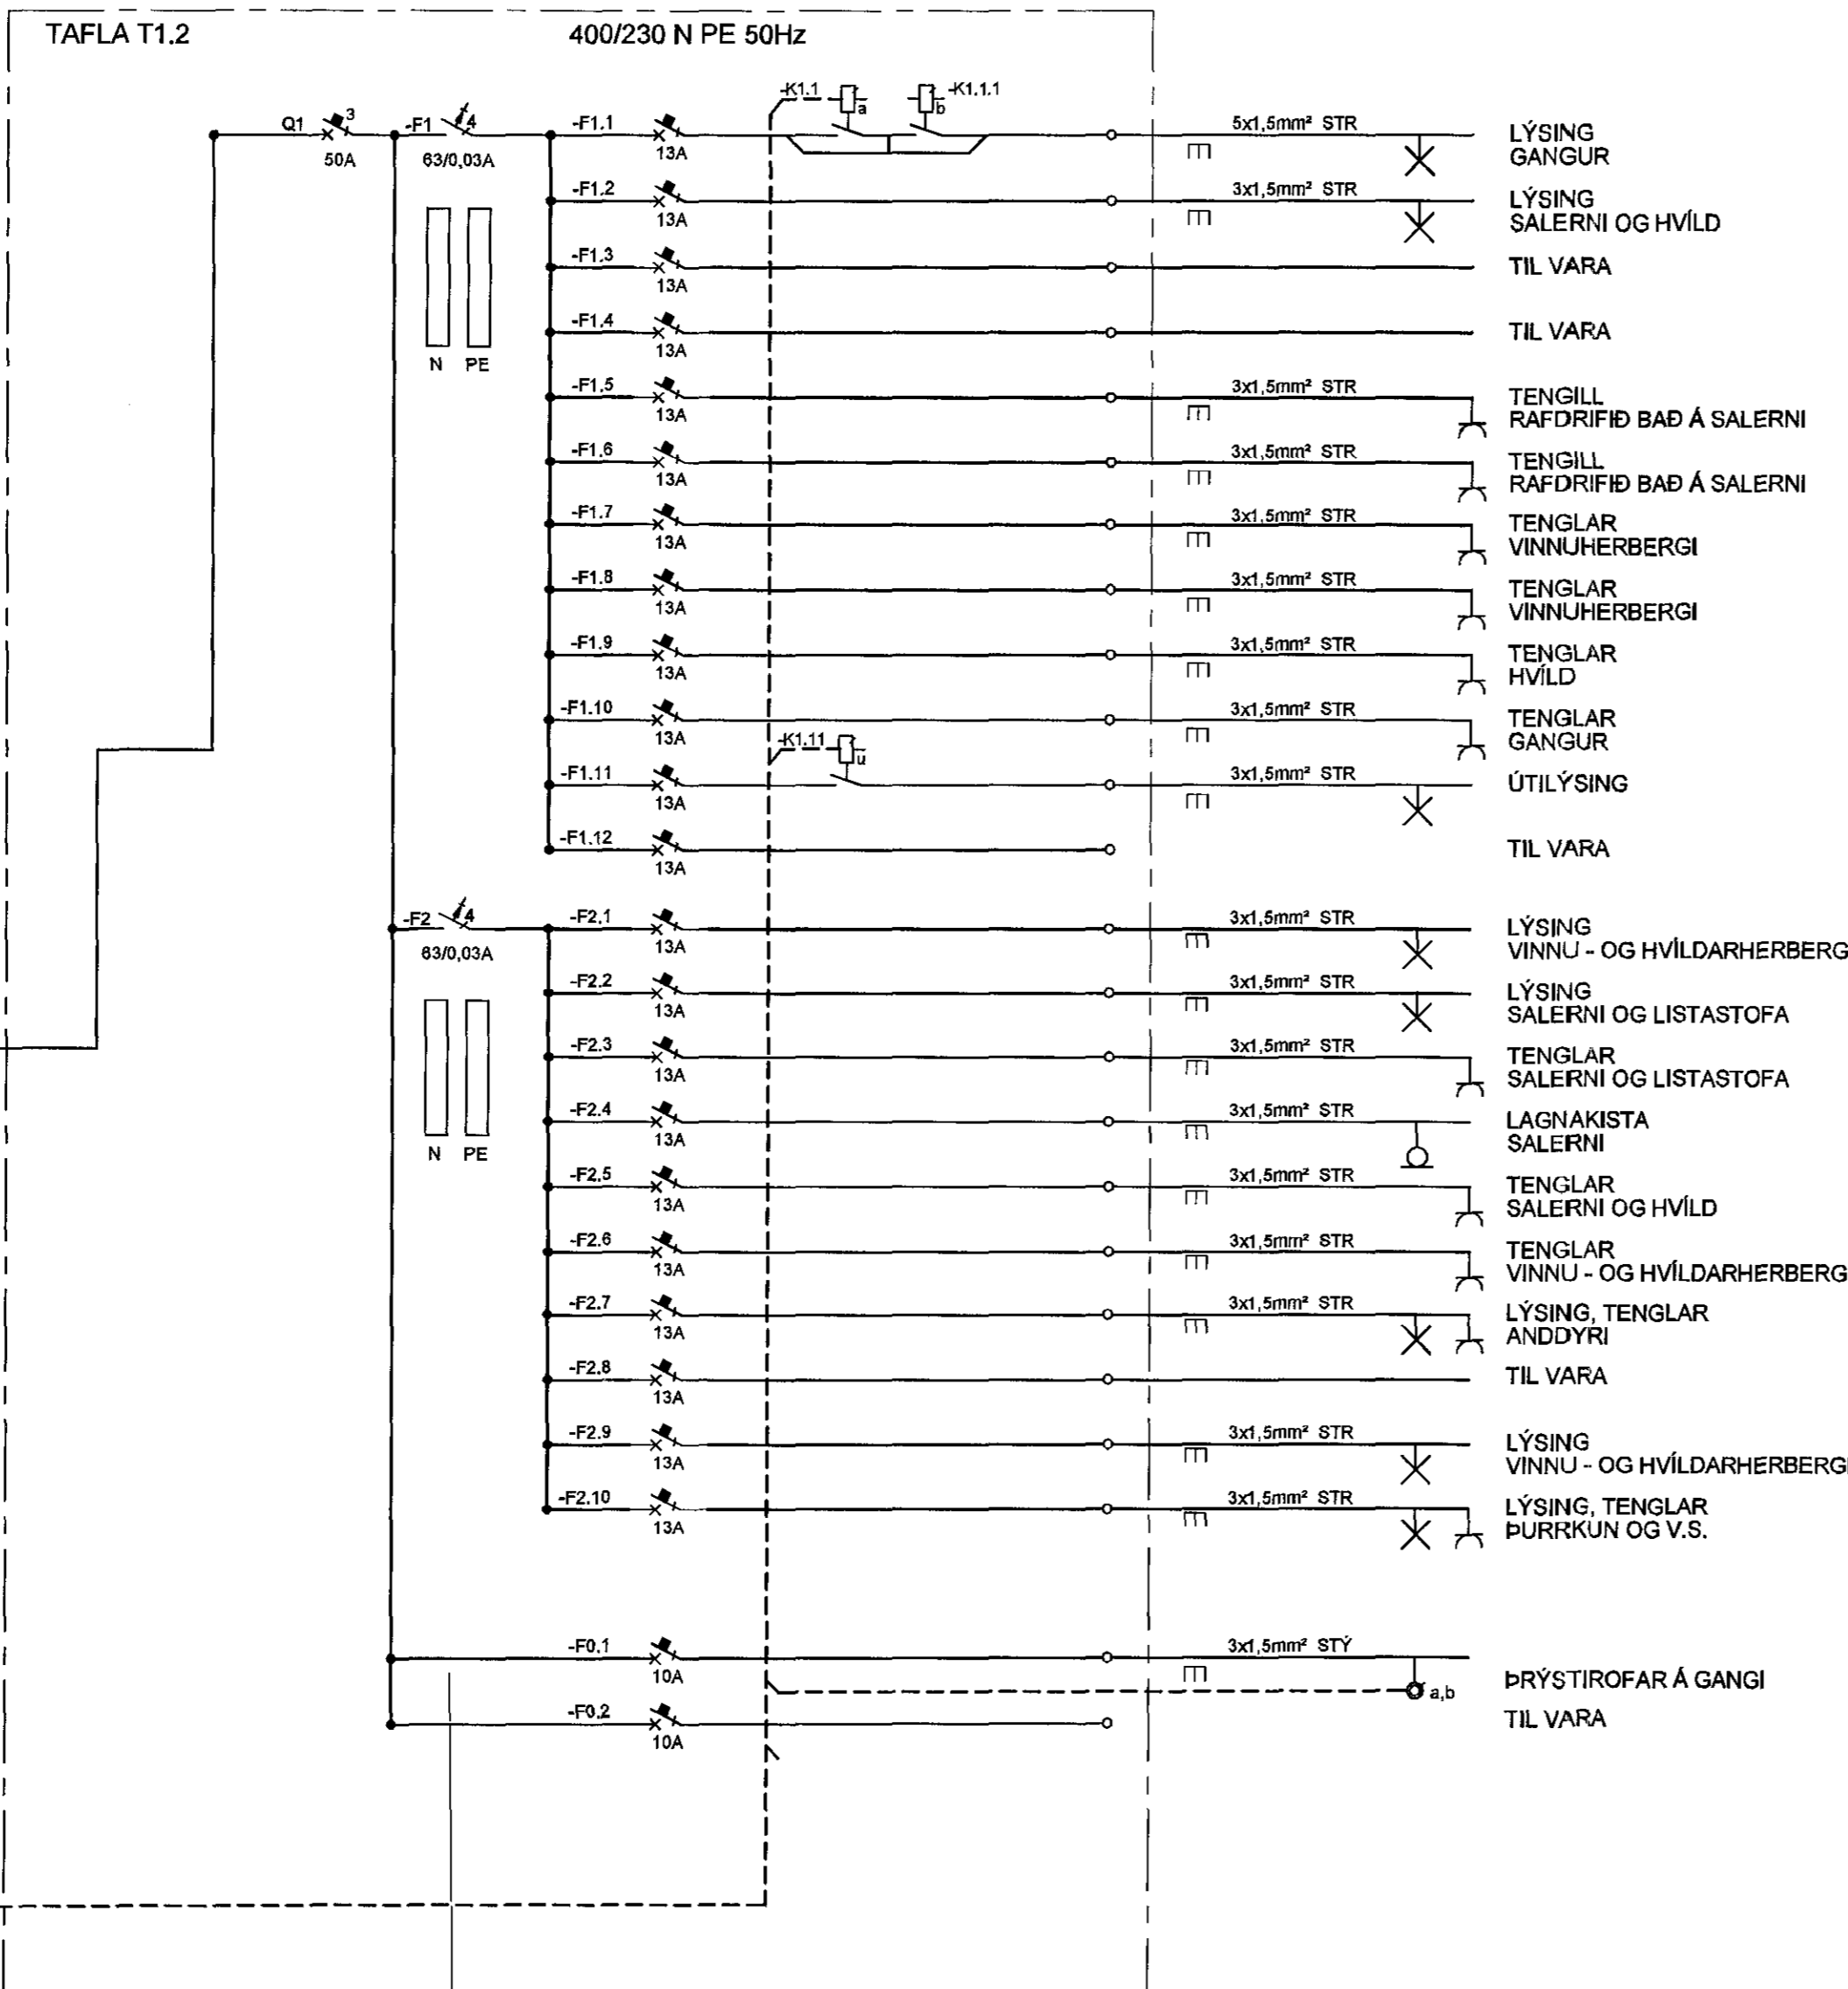 TAFLA T1.2
400/230 N PE 50Hz
Q1
3
50A
-F1
4
63/0,03A
N PE
-K1.1
a
b
-K1.1.1
-F1.1
13A
5x1,5mm² STR
LÝSING
GANGUR
-F1.2
13A
3x1,5mm² STR
LÝSING
SALERNI OG HVÍLD
-F1.3
13A
TIL VARA
-F1.4
13A
TIL VARA
-F1.5
13A
3x1,5mm² STR
TENGILL
RAFDRIFIÐ BAÐ Á SALERNI
-F1.6
13A
3x1,5mm² STR
TENGILL
RAFDRIFIÐ BAÐ Á SALERNI
-F1.7
13A
3x1,5mm² STR
TENGLAR
VINNUHERBERGI
-F1.8
13A
3x1,5mm² STR
TENGLAR
VINNUHERBERGI
-F1.9
13A
3x1,5mm² STR
TENGLAR
HVÍLD
-F1.10
13A
3x1,5mm² STR
TENGLAR
GANGUR
-K1.11
u
-F1.11
13A
3x1,5mm² STR
ÚTILÝSING
-F1.12
13A
TIL VARA
-F2
4
63/0,03A
N PE
-F2.1
13A
3x1,5mm² STR
LÝSING
VINNU - OG HVÍLDARHERBERG
-F2.2
13A
3x1,5mm² STR
LÝSING
SALERNI OG LISTASTOFA
-F2.3
13A
3x1,5mm² STR
TENGLAR
SALERNI OG LISTASTOFA
-F2.4
13A
3x1,5mm² STR
LAGNAKISTA
SALERNI
-F2.5
13A
3x1,5mm² STR
TENGLAR
SALERNI OG HVÍLD
-F2.6
13A
3x1,5mm² STR
TENGLAR
VINNU - OG HVÍLDARHERBERG
-F2.7
13A
3x1,5mm² STR
LÝSING, TENGLAR
ANDDYRI
-F2.8
13A
TIL VARA
-F2.9
13A
3x1,5mm² STR
LÝSING
VINNU - OG HVÍLDARHERBERG
-F2.10
13A
3x1,5mm² STR
LÝSING, TENGLAR
ÞURRKUN OG V.S.
-F0.1
10A
3x1,5mm² STÝ
a,b
ÞRÝSTIROFAR Á GANGI
-F0.2
10A
TIL VARA